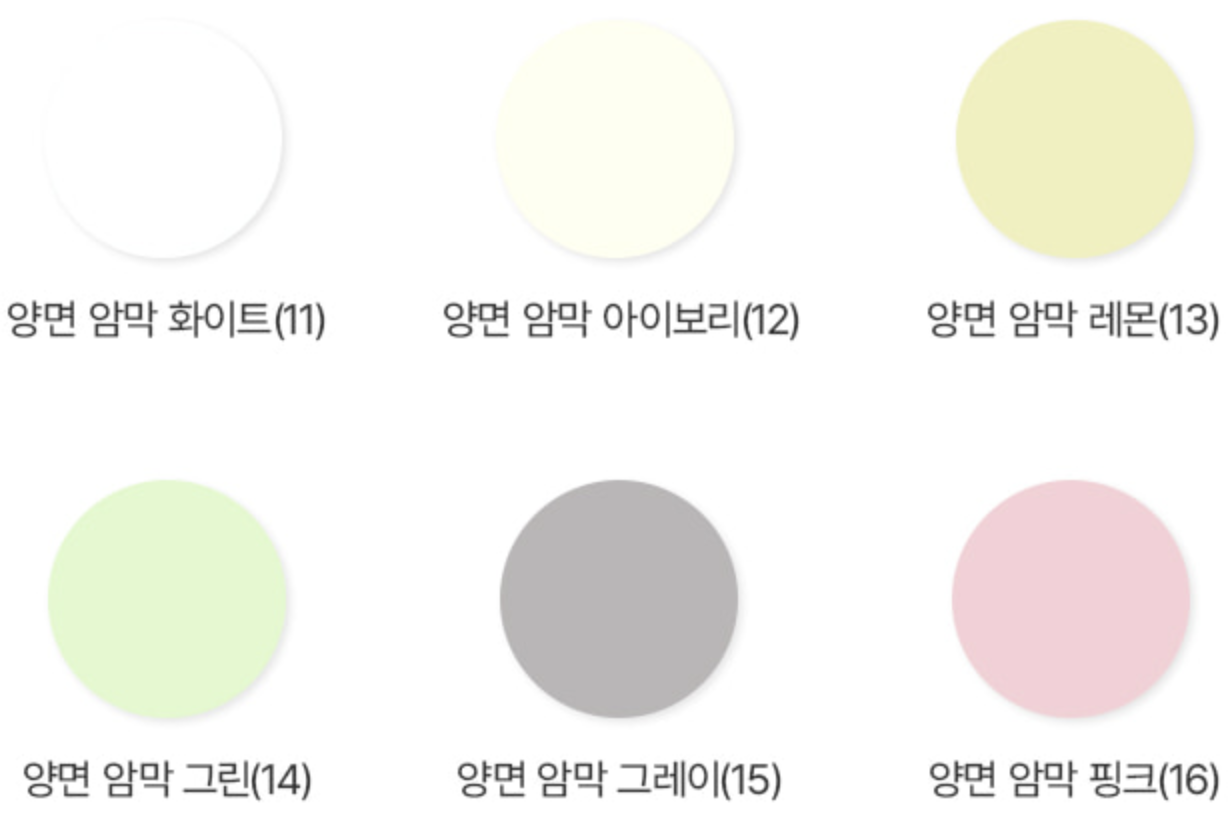 양면 암막 화이트(11)
양면 암막 아이보리(12)
양면 암막 레몬(13)
양면 암막 그린(14)
양면 암막 그레이(15)
양면 암막 핑크(16)